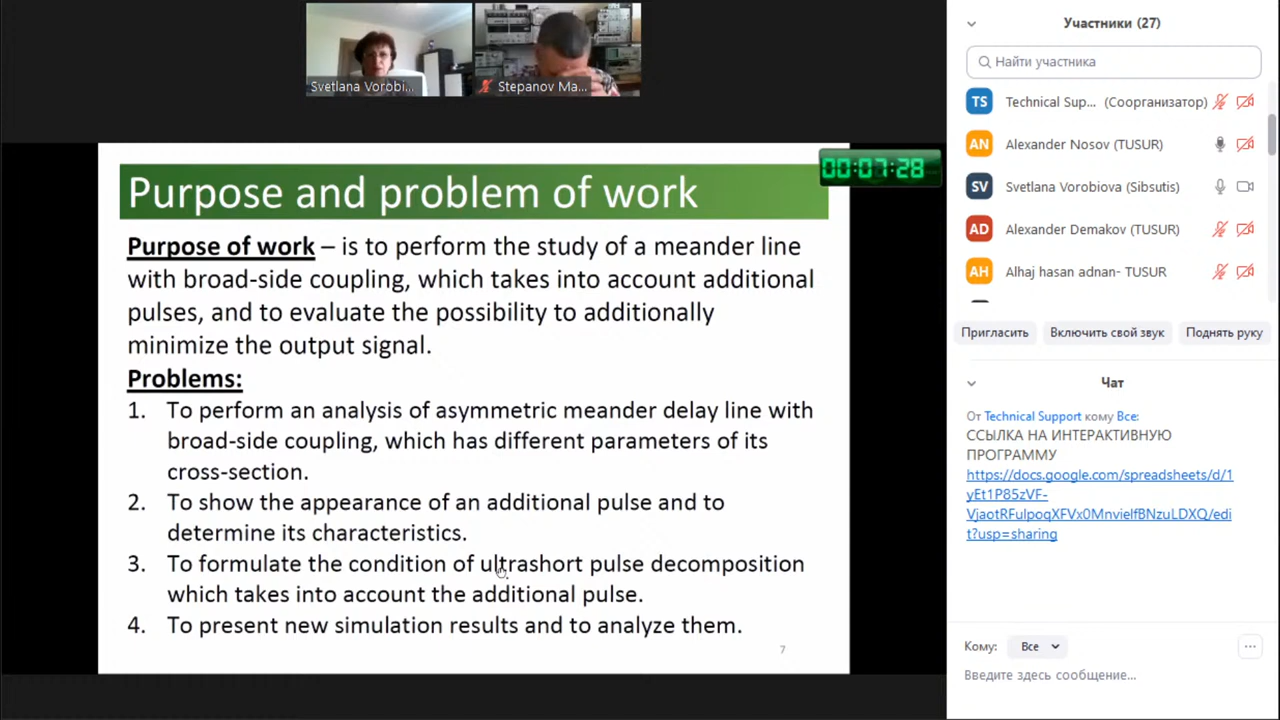 Svetlana Vorobi...
Stepanov Ma...
00:07:28
Purpose and problem of work
Purpose of work – is to perform the study of a meander line
with broad-side coupling, which takes into account additional
pulses, and to evaluate the possibility to additionally
minimize the output signal.
Problems:
1. To perform an analysis of asymmetric meander delay line with
broad-side coupling, which has different parameters of its
cross-section.
2. To show the appearance of an additional pulse and to
determine its characteristics.
3. To formulate the condition of ultrashort pulse decomposition
which takes into account the additional pulse.
4. To present new simulation results and to analyze them.
7
Участники (27)
Найти участника
TS Technical Sup... (Соорганизатор)
AN Alexander Nosov (TUSUR)
SV Svetlana Vorobiova (Sibsutis)
AD Alexander Demakov (TUSUR)
AH Alhaj hasan adnan- TUSUR
Пригласить Включить свой звук Поднять руку
Чат
От Technical Support кому Все:
ССЫЛКА НА ИНТЕРАКТИВНУЮ
ПРОГРАММУ
https://docs.google.com/spreadsheets/d/1
yEt1P85zVF-
VjaotRFulpoqXFVx0MnvielfBNzuLDXQ/edi
t?usp=sharing
Кому: Все
Введите здесь сообщение...